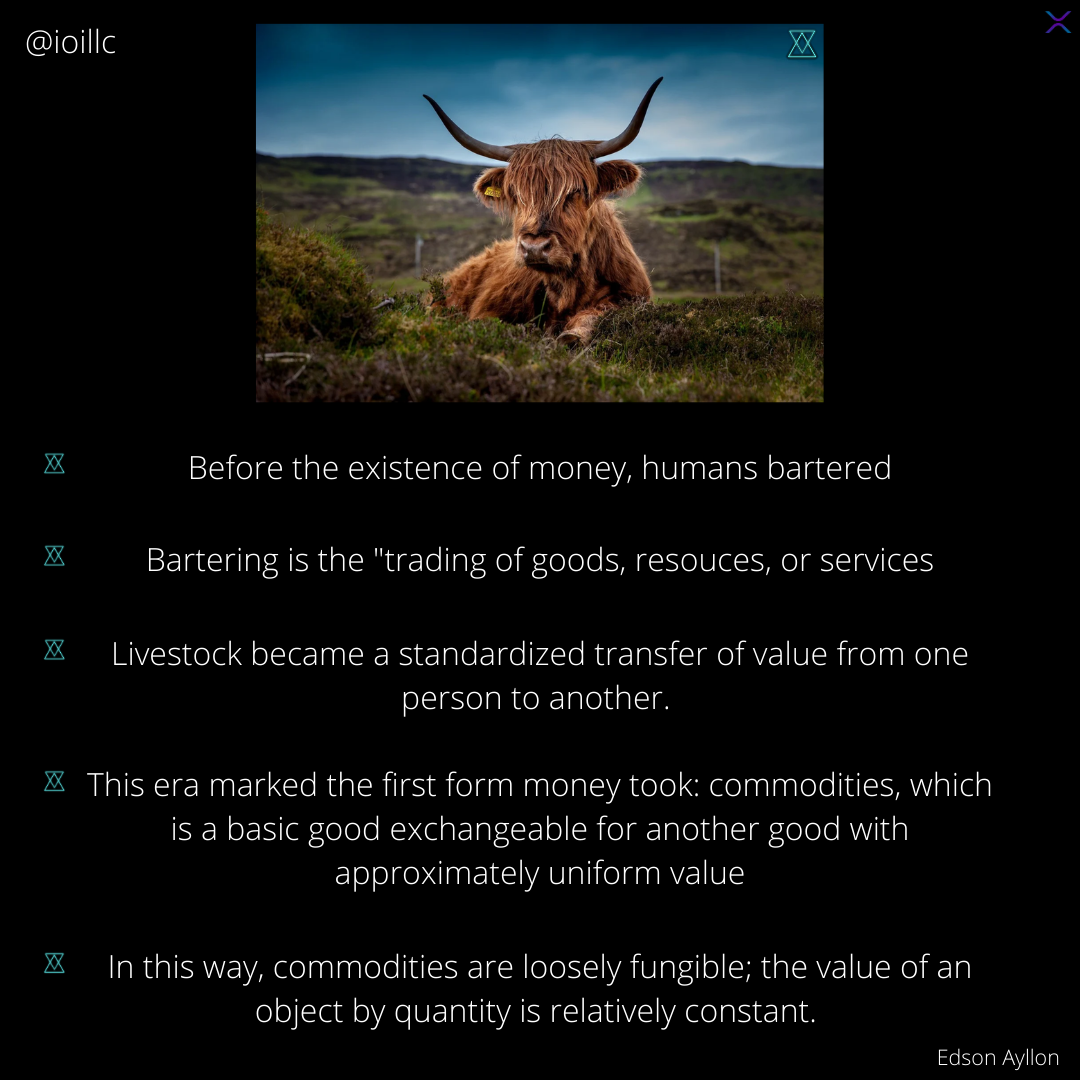 @ioillc
Before the existence of money, humans bartered
Bartering is the "trading of goods, resouces, or services
Livestock became a standardized transfer of value from one
person to another.
This era marked the first form money took: commodities, which
is a basic good exchangeable for another good with
approximately uniform value
In this way, commodities are loosely fungible; the value of an
object by quantity is relatively constant.
Edson Ayllon